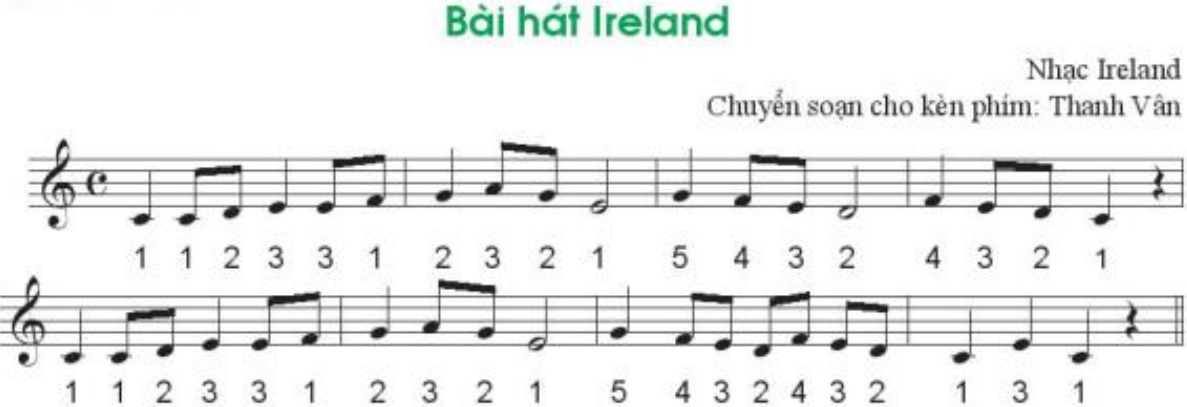 Bài hát Ireland
Nhạc Ireland
Chuyển soạn cho kèn phím: Thanh Vân
1 1 2 3 3 1 2 3 2 1 5 4 3 2 4 3 2 1
1 1 2 3 3 1 2 3 2 1 5 4 3 2 4 3 2 1 3 1